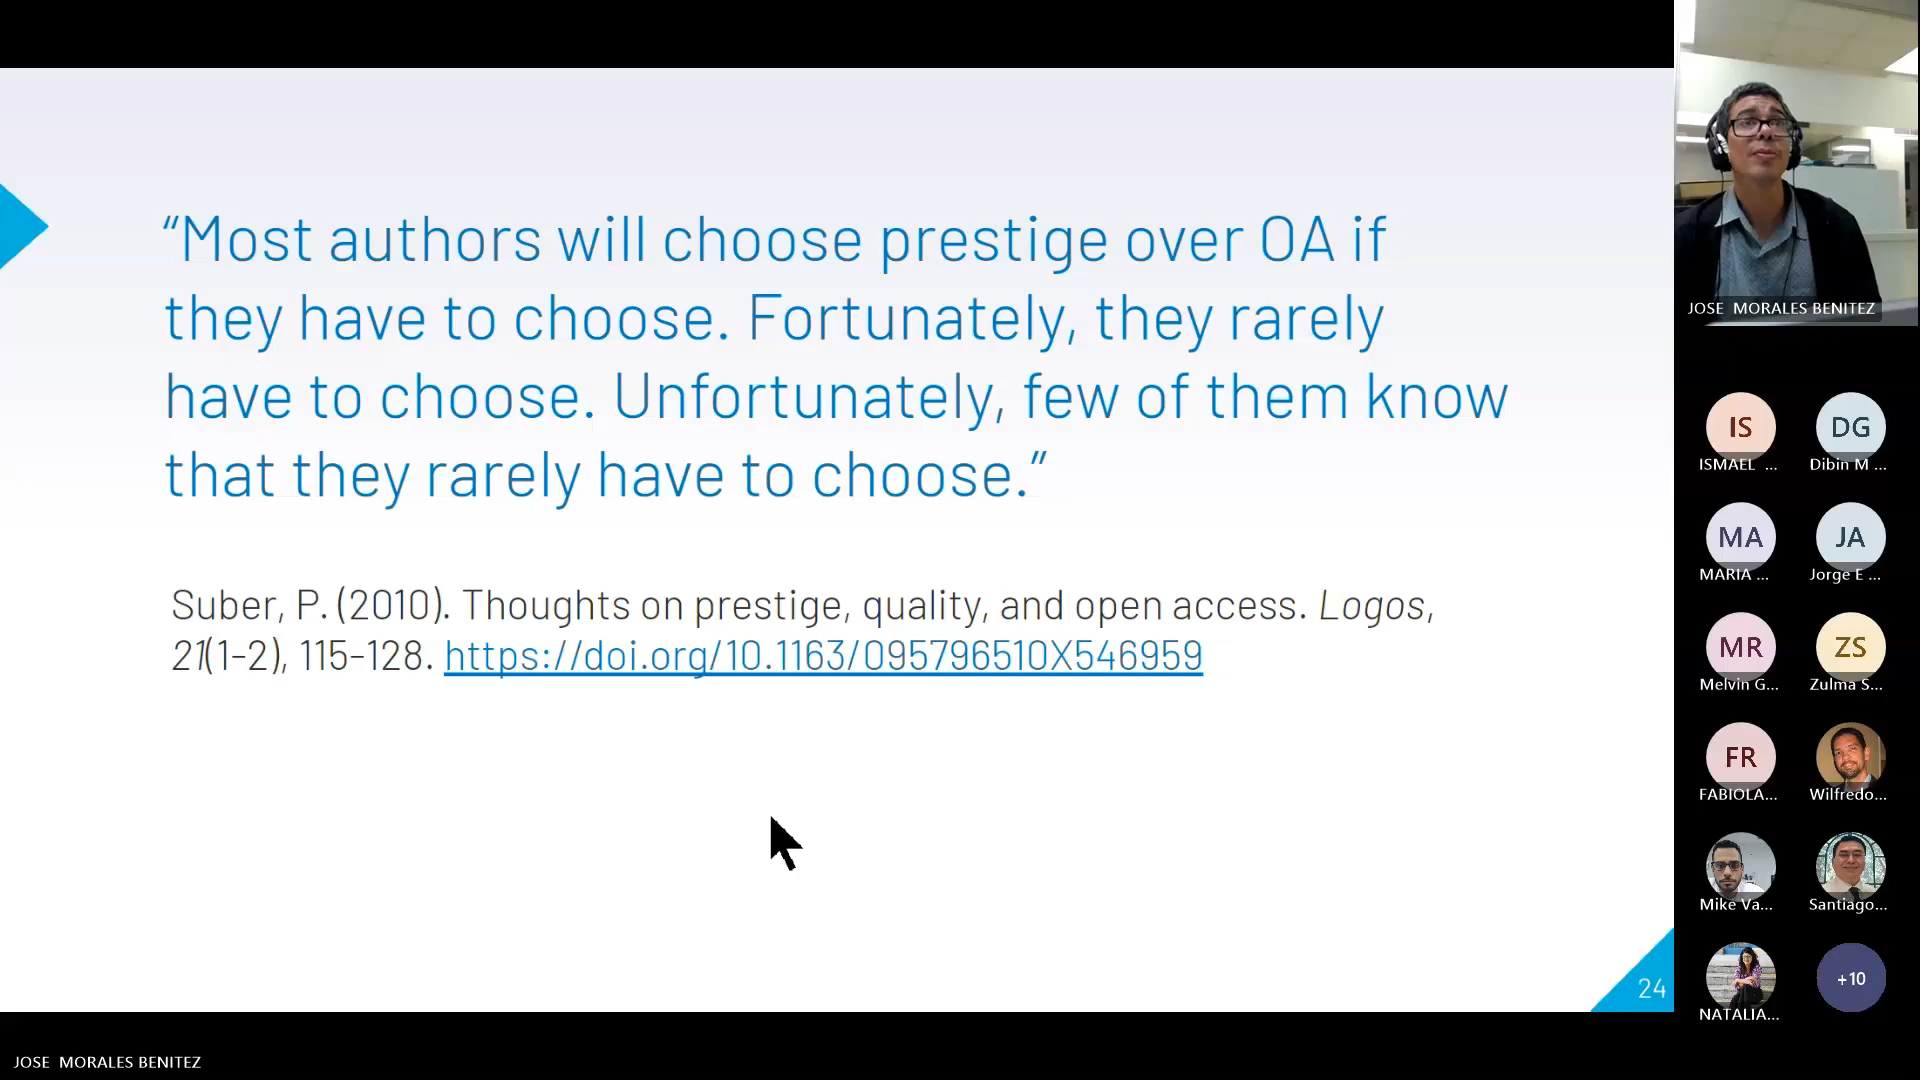 “Most authors will choose prestige over OA if
they have to choose. Fortunately, they rarely
have to choose. Unfortunately, few of them know
that they rarely have to choose.”
Suber, P. (2010). Thoughts on prestige, quality, and open access. Logos,
21(1-2), 115-128. https://doi.org/10.1163/095796510X546959
24
JOSE MORALES BENITEZ
JOSE MORALES BENITEZ
IS
DG
ISMAEL ...
Dibin M ...
MA
JA
MARIA ...
Jorge E ...
MR
ZS
Melvin G...
Zulma S...
FR
FABIOLA...
Wilfredo...
Mike Va...
Santiago...
+10
NATALIA...